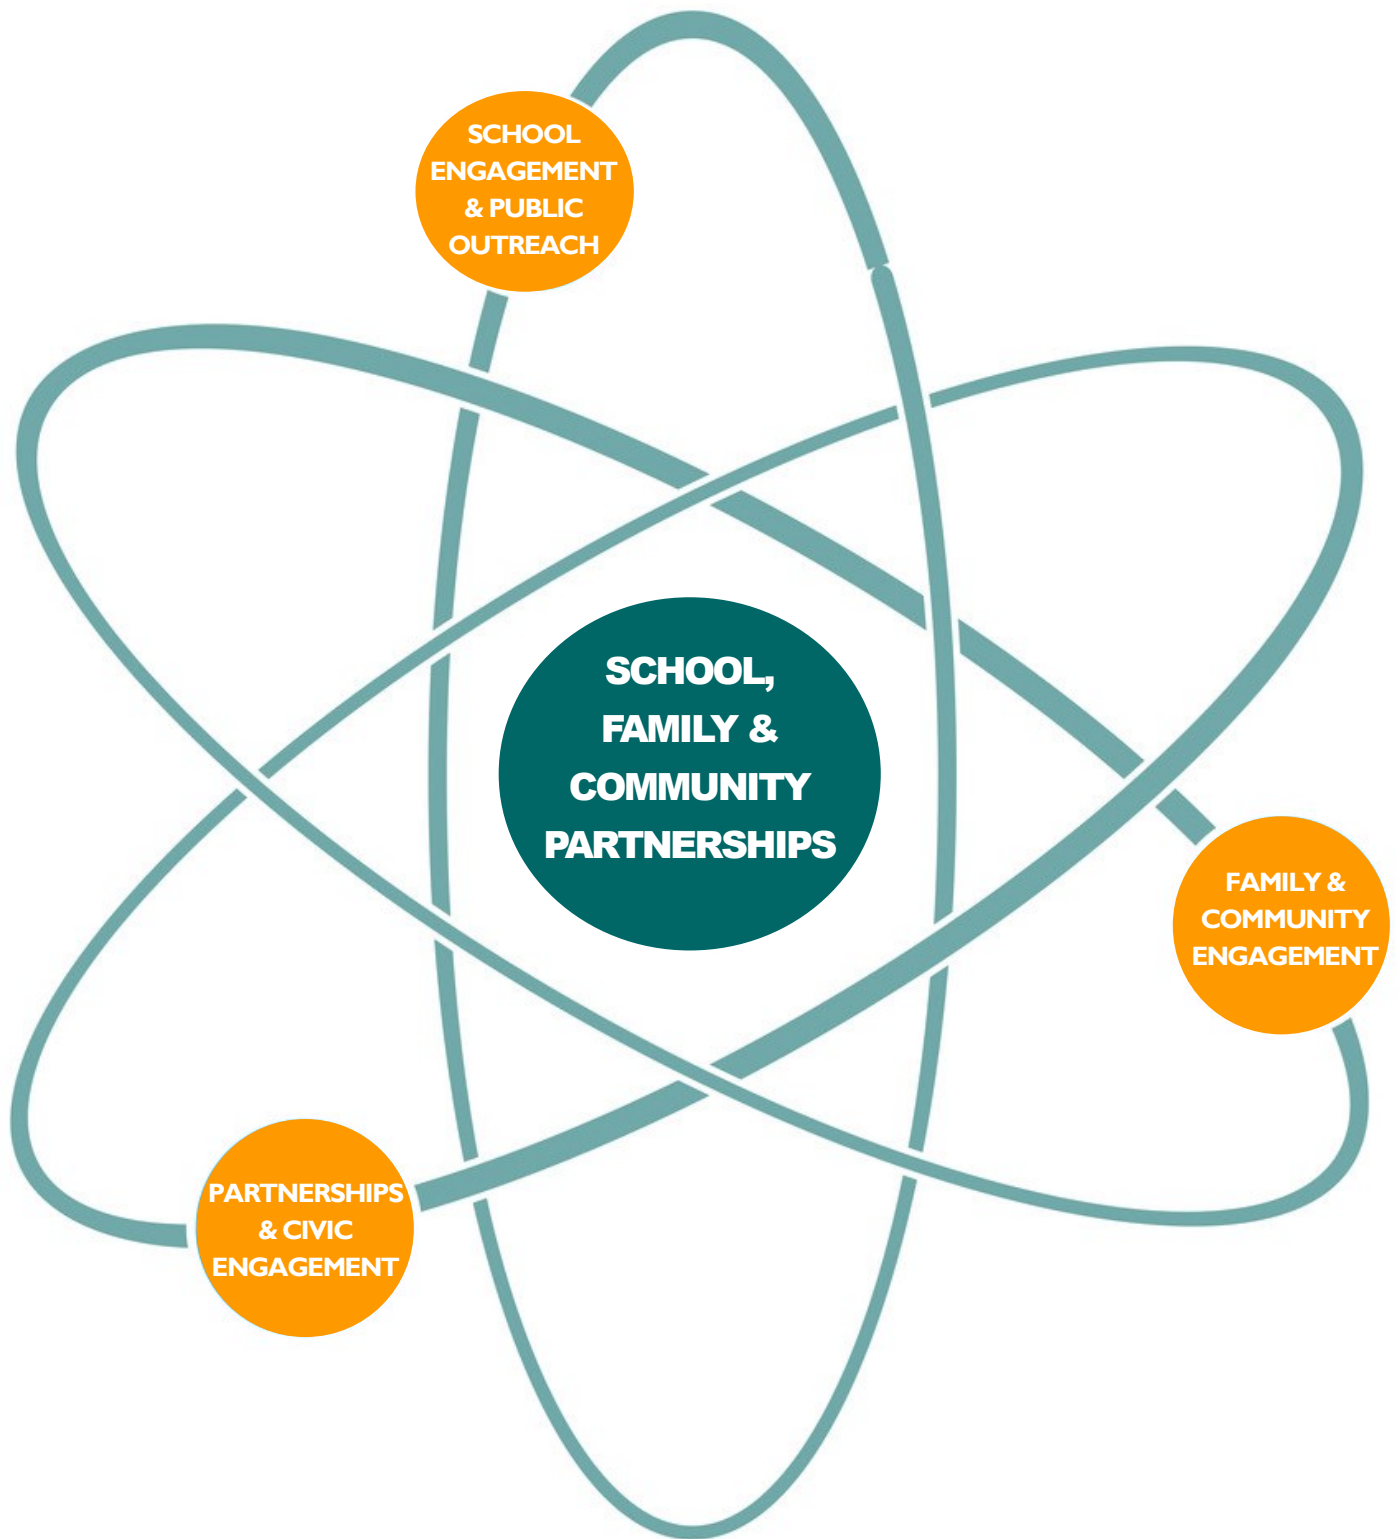 SCHOOL
ENGAGEMENT
& PUBLIC
OUTREACH
SCHOOL,
FAMILY &
COMMUNITY
PARTNERSHIPS
FAMILY &
COMMUNITY
ENGAGEMENT
PARTNERSHIPS
& CIVIC
ENGAGEMENT